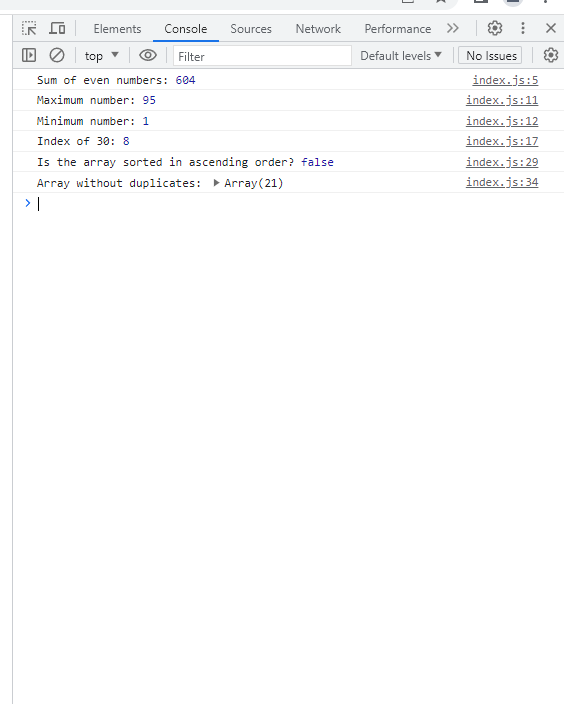 Elements Console Sources Network Performance
top Filter Default levels No Issues
Sum of even numbers: 604 index.js:5
Maximum number: 95 index.js:11
Minimum number: 1 index.js:12
Index of 30: 8 index.js:17
Is the array sorted in ascending order? false index.js:29
Array without duplicates: Array(21) index.js:34